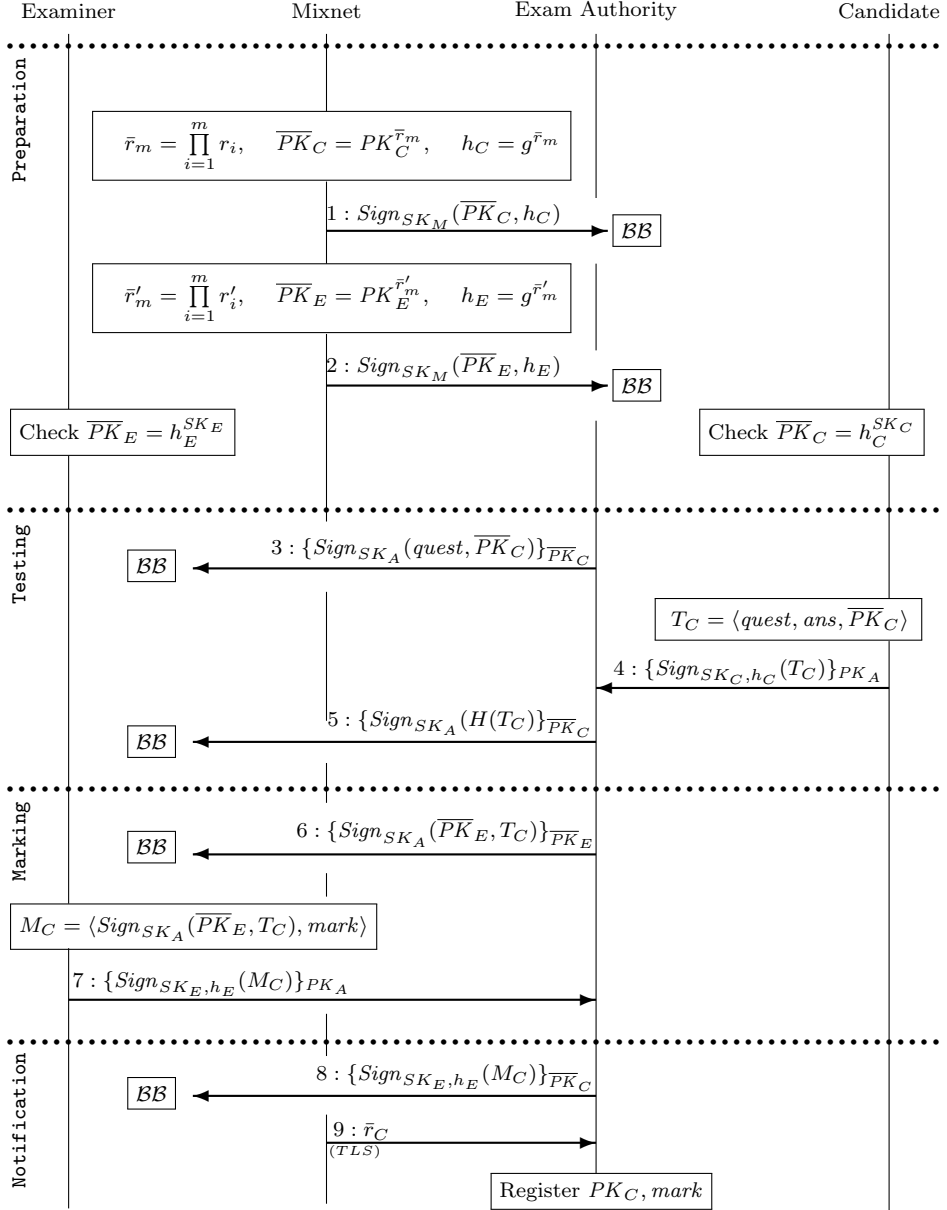 Examiner Mixnet Exam Authority Candidate
Preparation
r̄_m = ∏_{i=1}^{m} r_i, \overline{PK}_C = PK_C^{r̄_m}, h_C = g^{r̄_m}
1 : Sign_{SK_M}(\overline{PK}_C, h_C)
BB
r̄'_m = ∏_{i=1}^{m} r'_i, \overline{PK}_E = PK_E^{r̄'_m}, h_E = g^{r̄'_m}
2 : Sign_{SK_M}(\overline{PK}_E, h_E)
BB
Check \overline{PK}_E = h_E^{SK_E}
Check \overline{PK}_C = h_C^{SK_C}
Testing
3 : {Sign_{SK_A}(quest, \overline{PK}_C)}_{\overline{PK}_C}
BB
T_C = ⟨quest, ans, \overline{PK}_C⟩
4 : {Sign_{SK_C,h_C}(T_C)}_{PK_A}
5 : {Sign_{SK_A}(H(T_C)}_{\overline{PK}_C}
BB
Marking
6 : {Sign_{SK_A}(\overline{PK}_E, T_C)}_{\overline{PK}_E}
BB
M_C = ⟨Sign_{SK_A}(\overline{PK}_E, T_C), mark⟩
7 : {Sign_{SK_E,h_E}(M_C)}_{PK_A}
Notification
8 : {Sign_{SK_E,h_E}(M_C)}_{\overline{PK}_C}
BB
9 : r̄_C
(TLS)
Register PK_C, mark